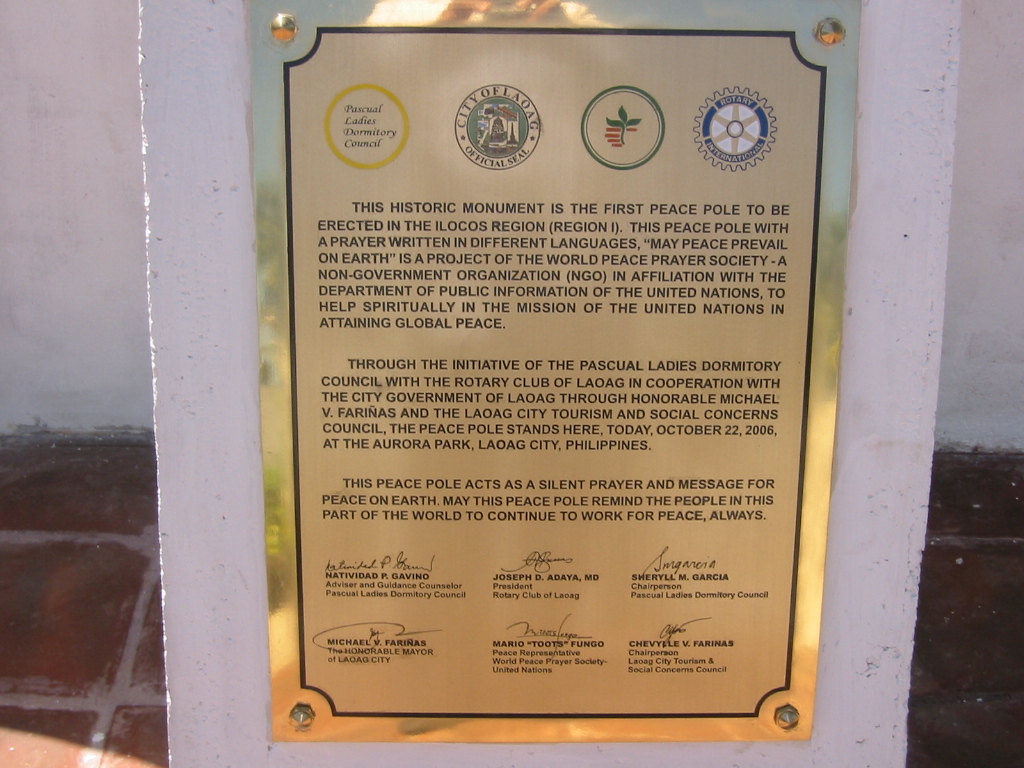 Pascual
Ladies
Dormitory
Council
CITY OF LAOAG
OFFICIAL SEAL
ROTARY
INTERNATIONAL
THIS HISTORIC MONUMENT IS THE FIRST PEACE POLE TO BE
ERECTED IN THE ILOCOS REGION (REGION I). THIS PEACE POLE WITH
A PRAYER WRITTEN IN DIFFERENT LANGUAGES, "MAY PEACE PREVAIL
ON EARTH" IS A PROJECT OF THE WORLD PEACE PRAYER SOCIETY - A
NON-GOVERNMENT ORGANIZATION (NGO) IN AFFILIATION WITH THE
DEPARTMENT OF PUBLIC INFORMATION OF THE UNITED NATIONS, TO
HELP SPIRITUALLY IN THE MISSION OF THE UNITED NATIONS IN
ATTAINING GLOBAL PEACE.
THROUGH THE INITIATIVE OF THE PASCUAL LADIES DORMITORY
COUNCIL WITH THE ROTARY CLUB OF LAOAG IN COOPERATION WITH
THE CITY GOVERNMENT OF LAOAG THROUGH HONORABLE MICHAEL
V. FARIÑAS AND THE LAOAG CITY TOURISM AND SOCIAL CONCERNS
COUNCIL, THE PEACE POLE STANDS HERE, TODAY, OCTOBER 22, 2006,
AT THE AURORA PARK, LAOAG CITY, PHILIPPINES.
THIS PEACE POLE ACTS AS A SILENT PRAYER AND MESSAGE FOR
PEACE ON EARTH. MAY THIS PEACE POLE REMIND THE PEOPLE IN THIS
PART OF THE WORLD TO CONTINUE TO WORK FOR PEACE, ALWAYS.
NATIVIDAD P. GAVINO
Adviser and Guidance Counselor
Pascual Ladies Dormitory Council
JOSEPH D. ADAYA, MD
President
Rotary Club of Laoag
SHERYLL M. GARCIA
Chairperson
Pascual Ladies Dormitory Council
MICHAEL V. FARIÑAS
The HONORABLE MAYOR
of LAOAG CITY
MARIO "TOOTS" FUNGO
Peace Representative
World Peace Prayer Society-
United Nations
CHEVYLLE V. FARINAS
Chairperson
Laoag City Tourism &
Social Concerns Council